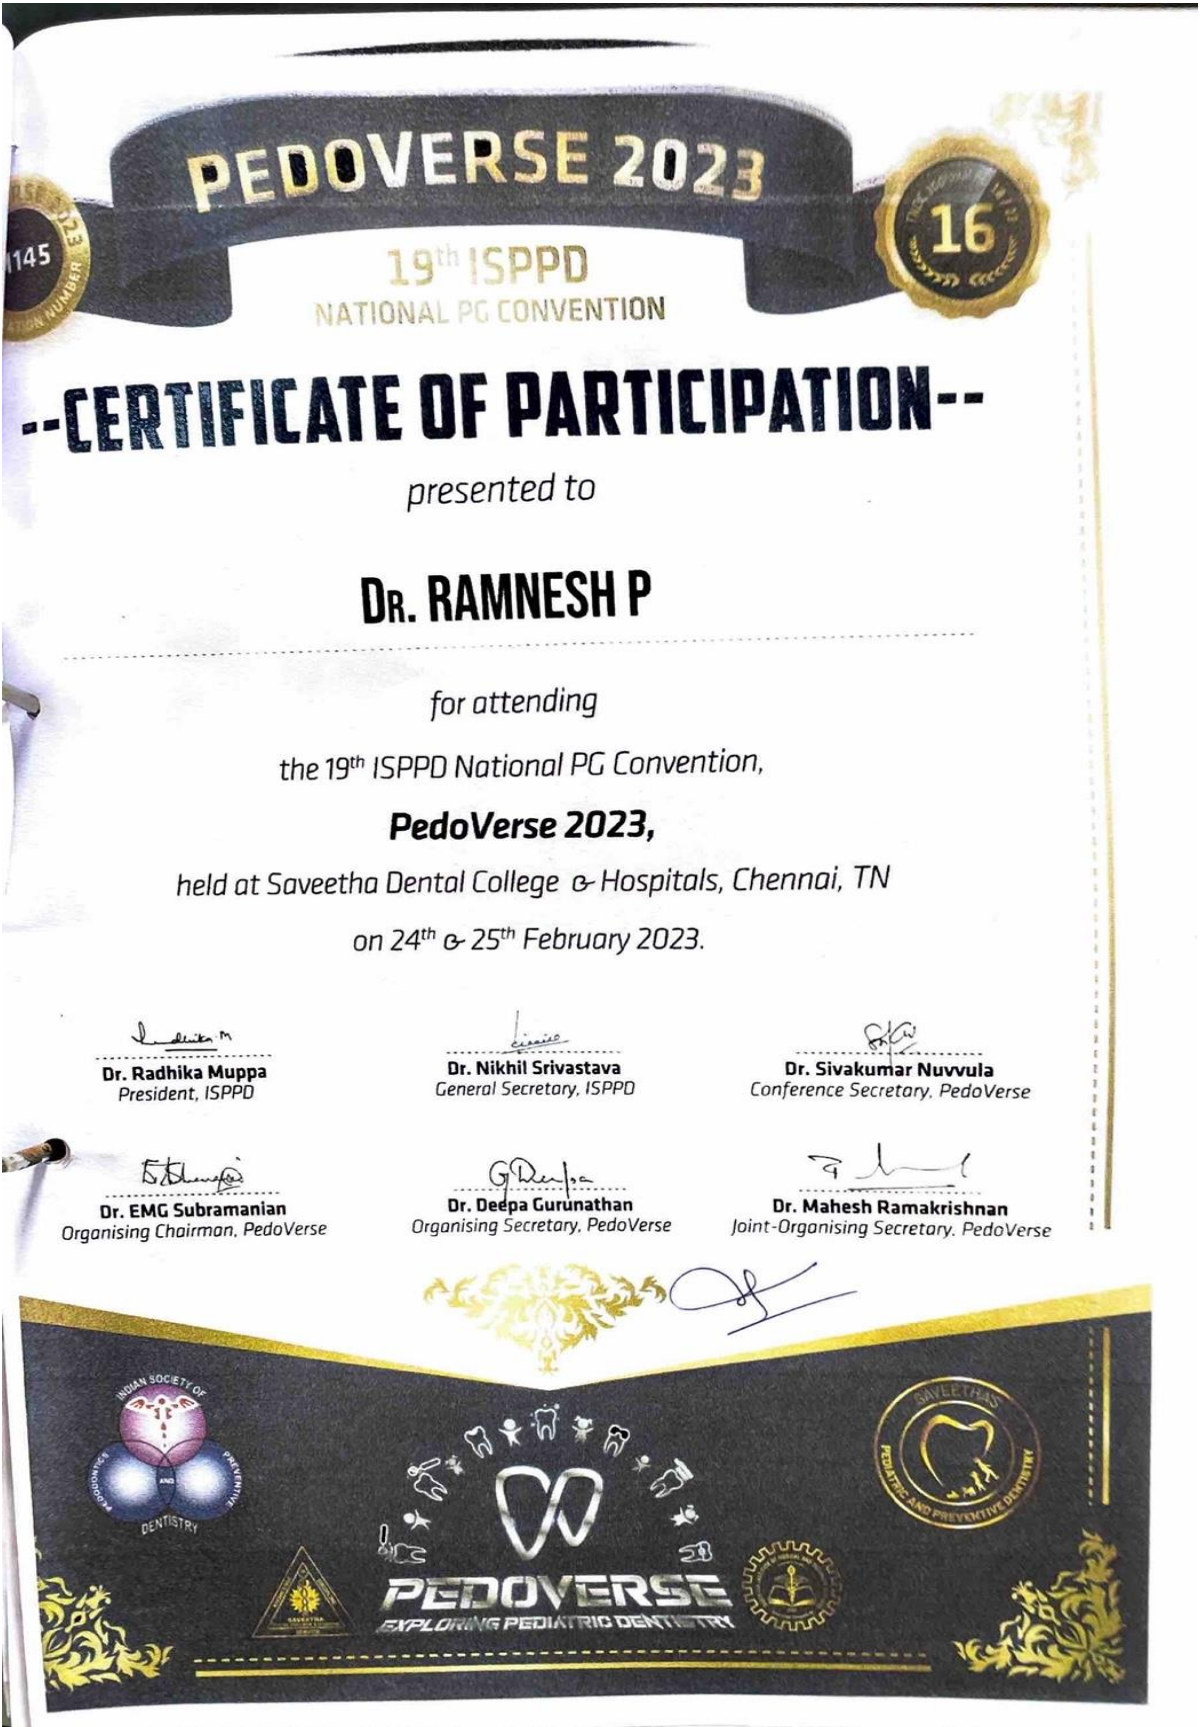 PEDOVERSE 2023
19th ISPPD
NATIONAL PG CONVENTION
145
NUMBER
16
--CERTIFICATE OF PARTICIPATION--
presented to
DR. RAMNESH P
for attending
the 19th ISPPD National PG Convention,
PedoVerse 2023,
held at Saveetha Dental College & Hospitals, Chennai, TN
on 24th & 25th February 2023.
Dr. Radhika Muppa
President, ISPPD
Dr. Nikhil Srivastava
General Secretary, ISPPD
Dr. Sivakumar Nuvvula
Conference Secretary, PedoVerse
Dr. EMG Subramanian
Organising Chairman, PedoVerse
Dr. Deepa Gurunathan
Organising Secretary, PedoVerse
Dr. Mahesh Ramakrishnan
Joint-Organising Secretary, PedoVerse
INDIAN SOCIETY OF
PEDODONTICS
AND
PREVENTIVE
DENTISTRY
SAVEETHA'S
PEDIATRIC AND PREVENTIVE DENTISTRY
SAVEETHA
PEDOVERSE
EXPLORING PEDIATRIC DENTISTRY